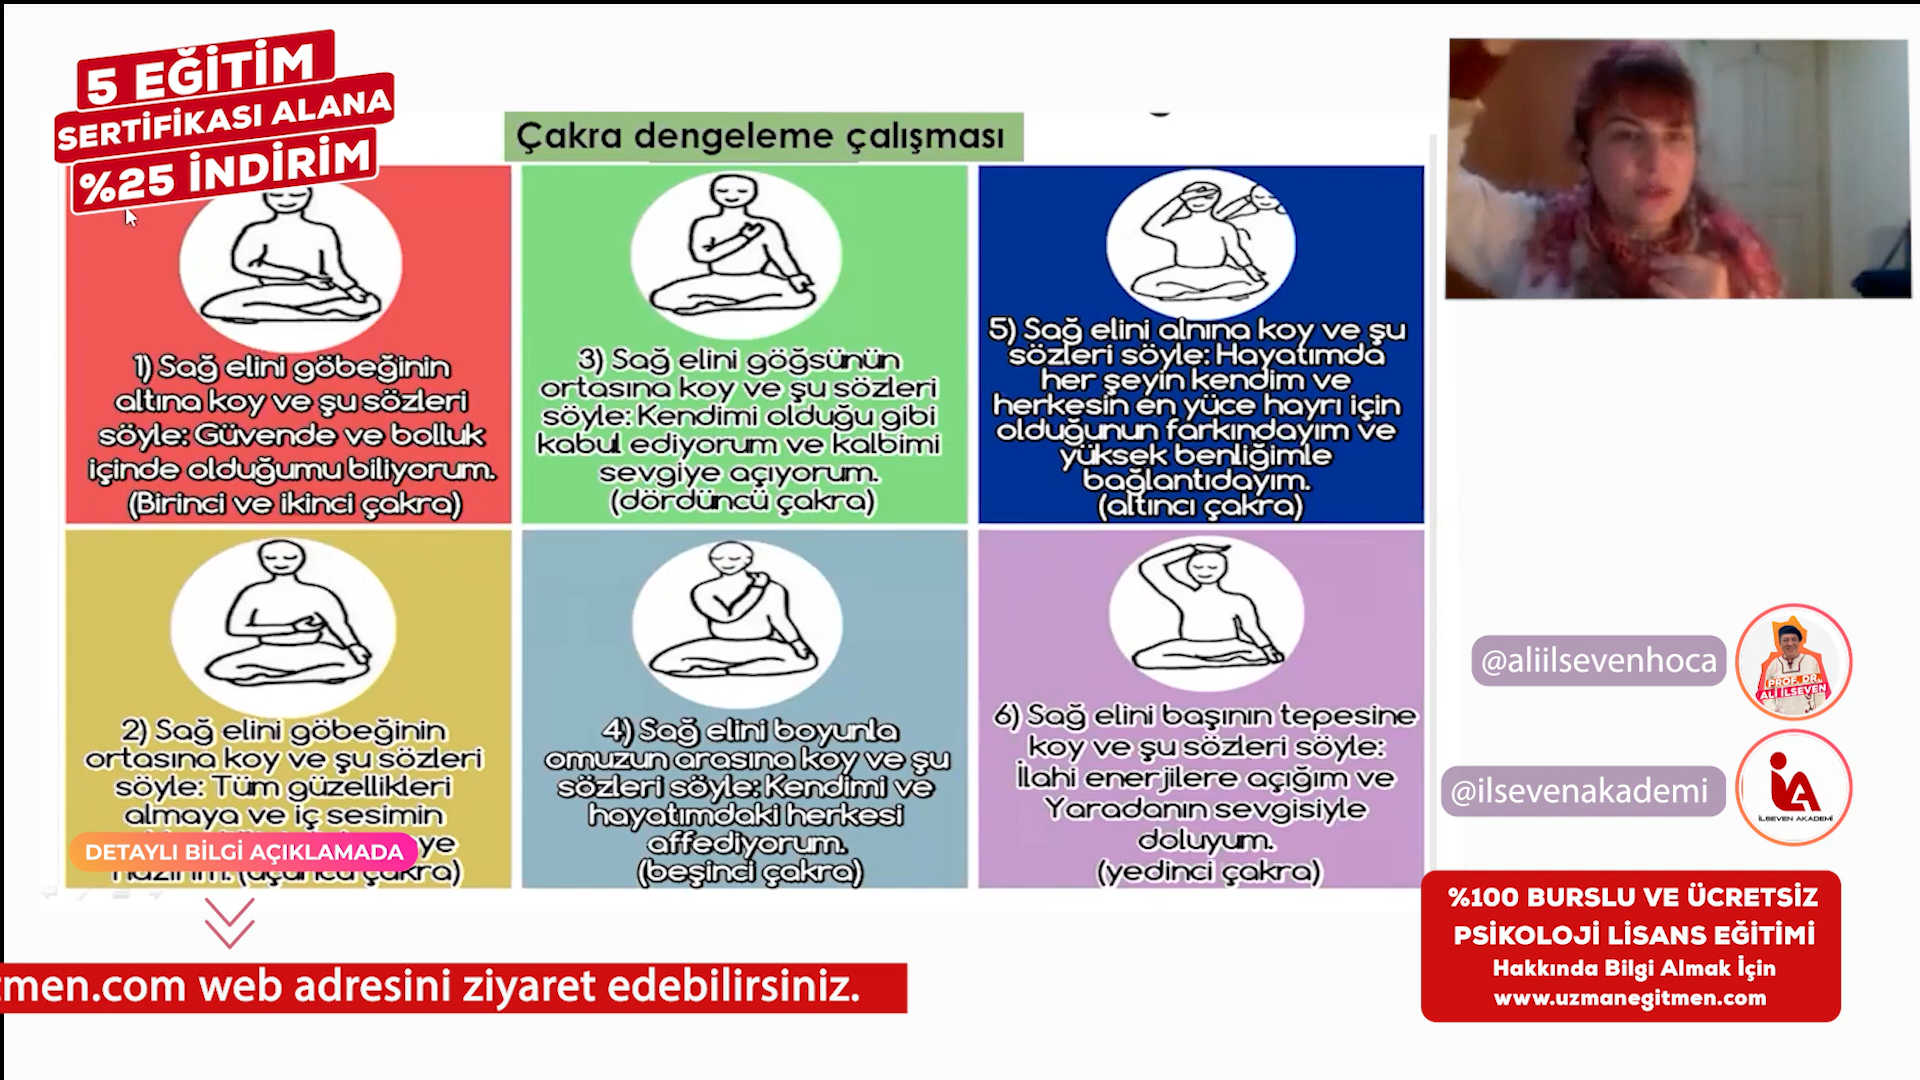 5 EĞİTİM
SERTİFİKASI ALANA
%25 İNDİRİM
Çakra dengeleme çalışması
1) Sağ elini göbeğinin
altına koy ve şu sözleri
söyle: Güvende ve bolluk
içinde olduğumu biliyorum.
(Birinci ve ikinci çakra)
3) Sağ elini göğsünün
ortasına koy ve şu sözleri
söyle: Kendimi olduğu gibi
kabul ediyorum ve kalbimi
sevgiye açıyorum.
(dördüncü çakra)
5) Sağ elini alnına koy ve şu
sözleri söyle: Hayatımda
her şeyin kendim ve
herkesin en yüce hayrı için
olduğunun farkındayım ve
yüksek benliğimle
bağlantıdayım.
(altıncı çakra)
2) Sağ elini göbeğinin
ortasına koy ve şu sözleri
söyle: Tüm güzellikleri
almaya ve iç sesimin
DETAYLI BİLGİ AÇIKLAMADA
4) Sağ elini boyunla
omuzun arasına koy ve şu
sözleri söyle: Kendimi ve
hayatımdaki herkesi
affediyorum.
(beşinci çakra)
6) Sağ elini başının tepesine
koy ve şu sözleri söyle:
İlahi enerjilere açığım ve
Yaradanın sevgisiyle
doluyum.
(yedinci çakra)
@aliilsevenhoca
PROF. DR.
ALİ İLSEVEN
@ilsevenakademi
İLSEVEN AKADEMİ
%100 BURSLU VE ÜCRETSİZ
PSİKOLOJİ LİSANS EĞİTİMİ
Hakkında Bilgi Almak İçin
www.uzmanegitmen.com
tmen.com web adresini ziyaret edebilirsiniz.